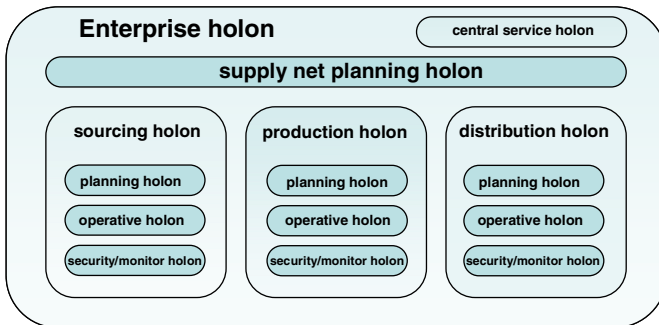 Enterprise holon
central service holon
supply net planning holon
sourcing holon
planning holon
operative holon
security/monitor holon
production holon
planning holon
operative holon
security/monitor holon
distribution holon
planning holon
operative holon
security/monitor holon